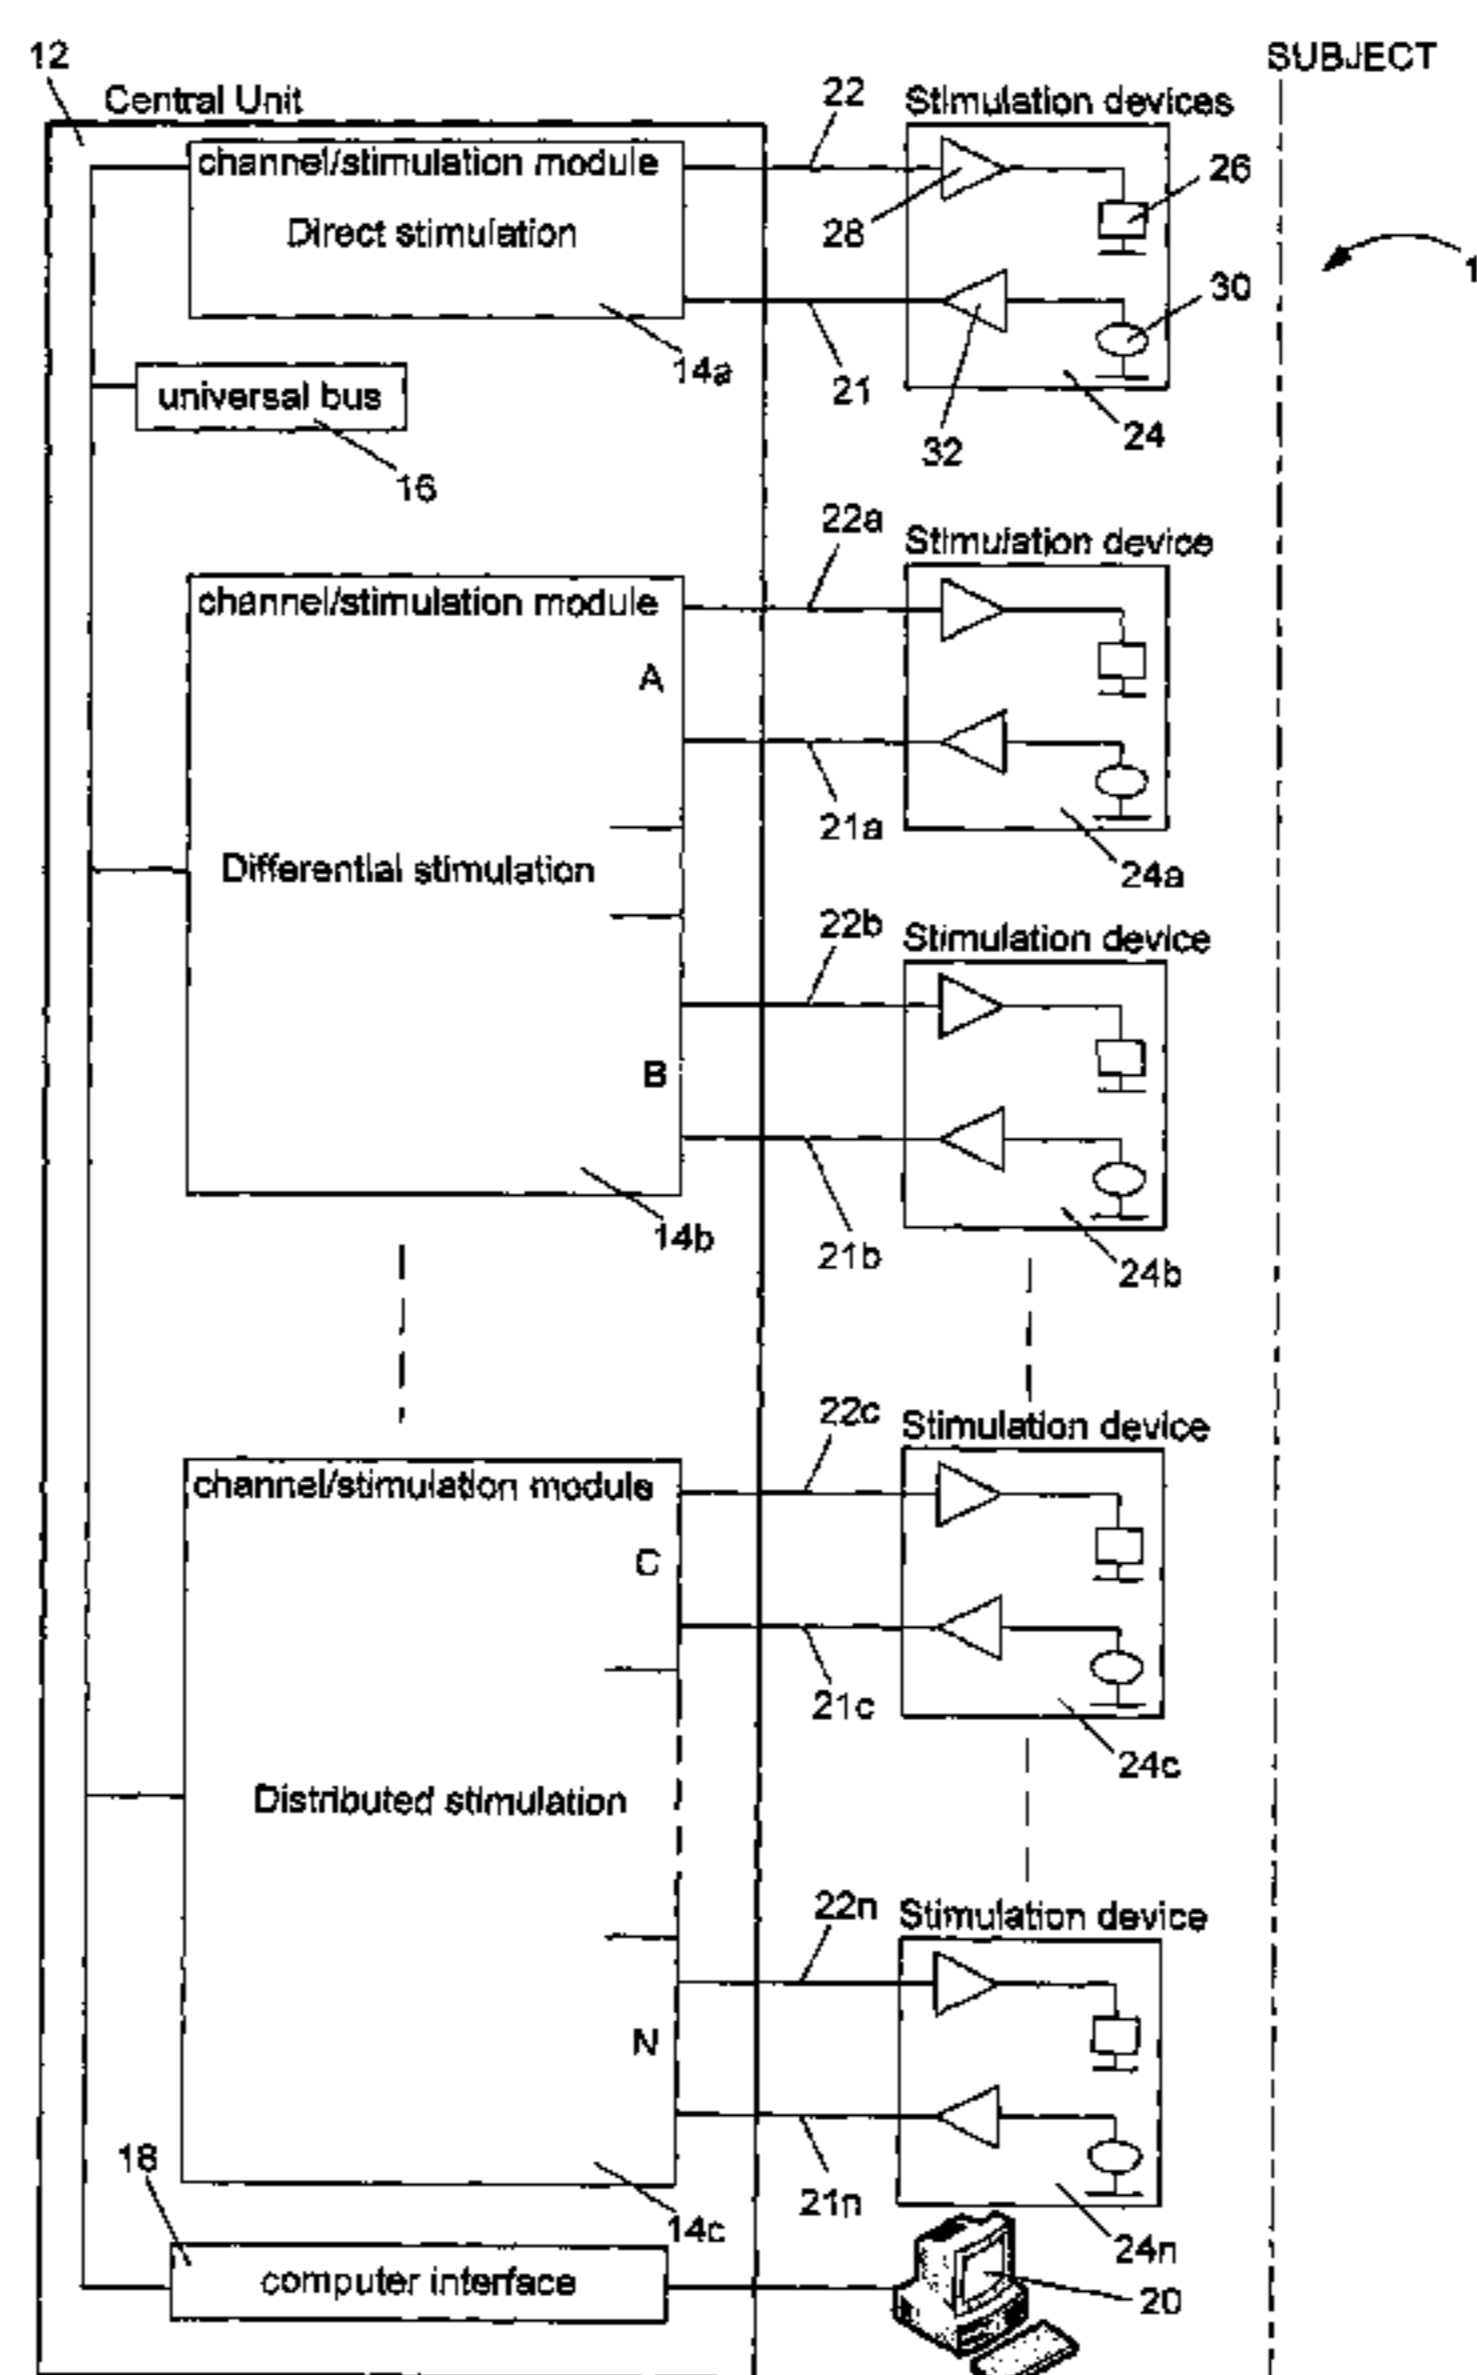 12
SUBJECT
Central Unit
22
Stimulation devices
channel/stimulation module
26
Direct stimulation
28
1
30
14a
21
universal bus
32
24
16
22a
Stimulation device
channel/stimulation module
A
21a
Differential stimulation
24a
22b
Stimulation device
B
14b
21b
24b
22c
Stimulation device
channel/stimulation module
C
21c
24c
Distributed stimulation
22n
Stimulation device
N
18
21n
14c
24n
computer interface
20